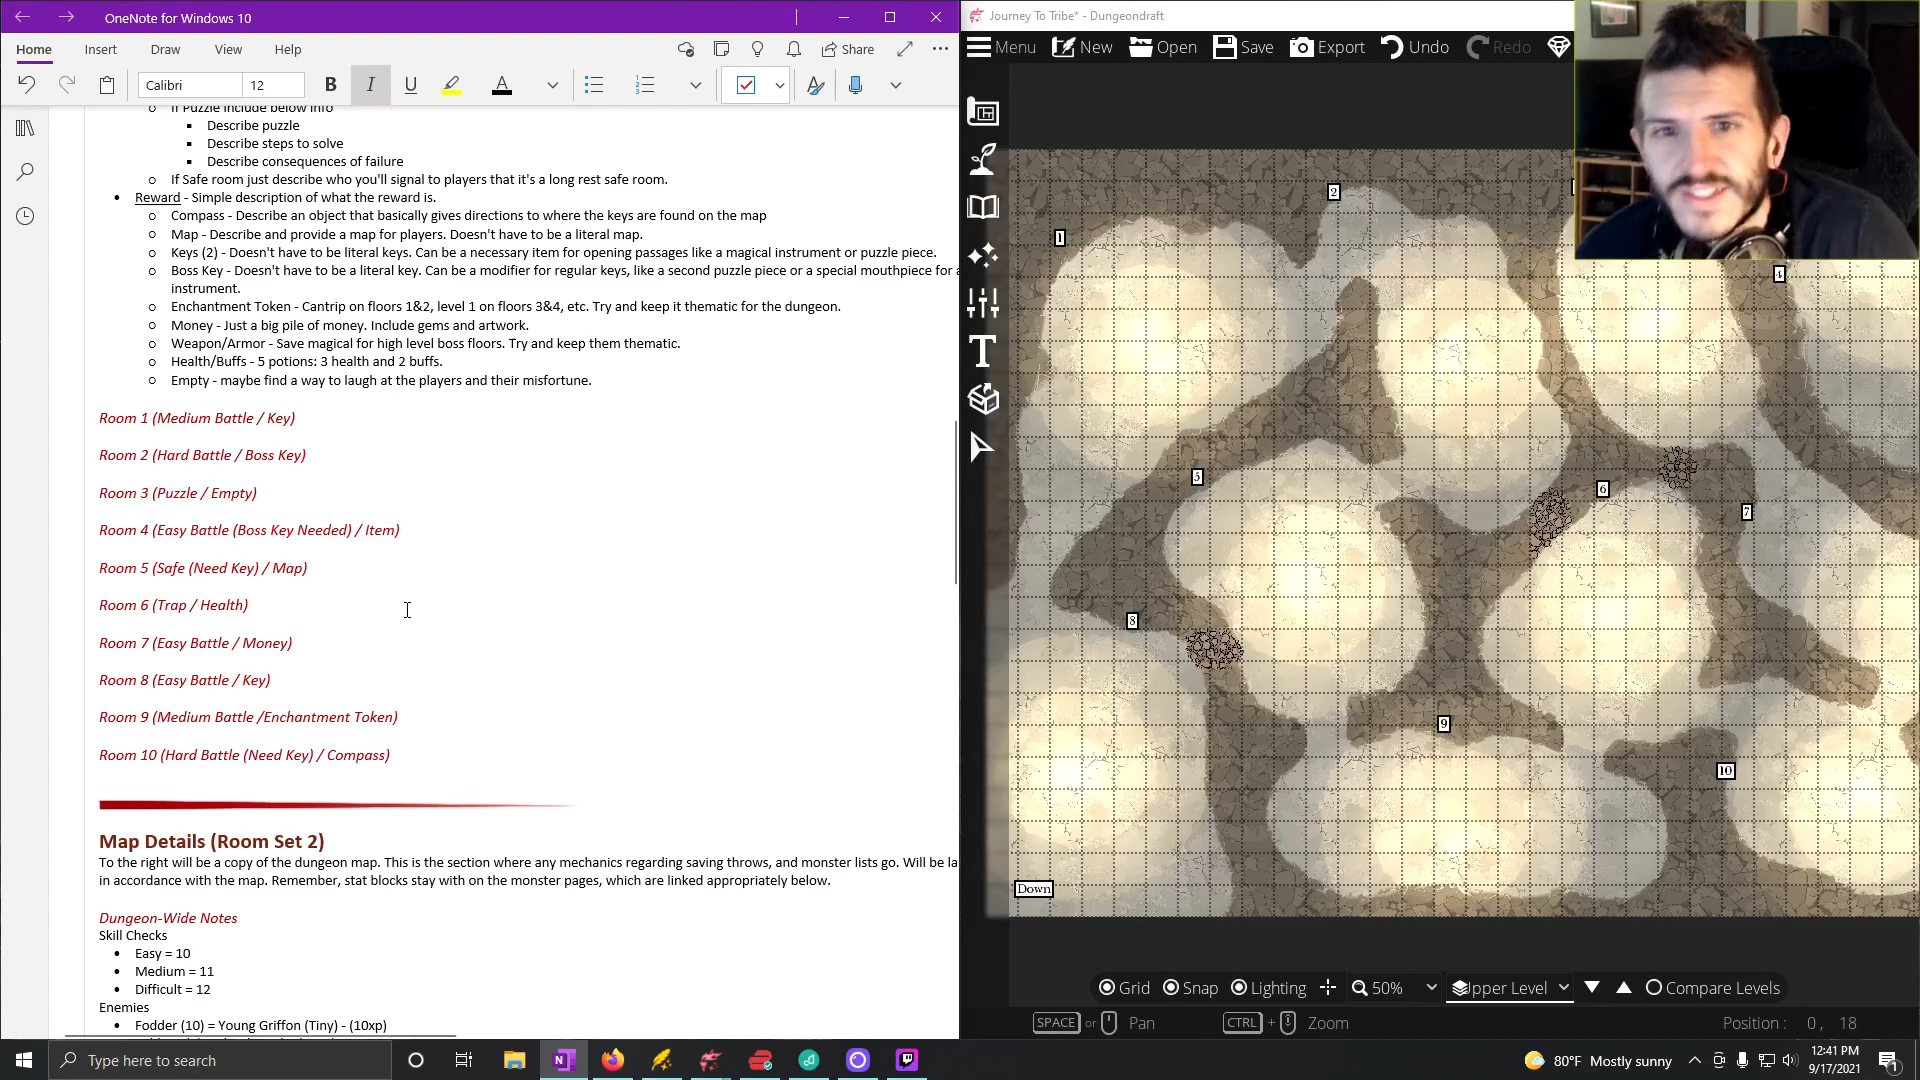 OneNote for Windows 10
Home Insert Draw View Help Share
Calibri 12 B I U A
If Puzzle include below info
Describe puzzle
Describe steps to solve
Describe consequences of failure
If Safe room just describe who you'll signal to players that it's a long rest safe room.
Reward - Simple description of what the reward is.
Compass - Describe an object that basically gives directions to where the keys are found on the map
Map - Describe and provide a map for players. Doesn't have to be a literal map.
Keys (2) - Doesn't have to be literal keys. Can be a necessary item for opening passages like a magical instrument or puzzle piece.
Boss Key - Doesn't have to be a literal key. Can be a modifier for regular keys, like a second puzzle piece or a special mouthpiece for a
instrument.
Enchantment Token - Cantrip on floors 1&2, level 1 on floors 3&4, etc. Try and keep it thematic for the dungeon.
Money - Just a big pile of money. Include gems and artwork.
Weapon/Armor - Save magical for high level boss floors. Try and keep them thematic.
Health/Buffs - 5 potions: 3 health and 2 buffs.
Empty - maybe find a way to laugh at the players and their misfortune.
Room 1 (Medium Battle / Key)
Room 2 (Hard Battle / Boss Key)
Room 3 (Puzzle / Empty)
Room 4 (Easy Battle (Boss Key Needed) / Item)
Room 5 (Safe (Need Key) / Map)
Room 6 (Trap / Health)
Room 7 (Easy Battle / Money)
Room 8 (Easy Battle / Key)
Room 9 (Medium Battle /Enchantment Token)
Room 10 (Hard Battle (Need Key) / Compass)
Map Details (Room Set 2)
To the right will be a copy of the dungeon map. This is the section where any mechanics regarding saving throws, and monster lists go. Will be la
in accordance with the map. Remember, stat blocks stay with on the monster pages, which are linked appropriately below.
Dungeon-Wide Notes
Skill Checks
Easy = 10
Medium = 11
Difficult = 12
Enemies
Fodder (10) = Young Griffon (Tiny) - (10xp)
Journey To Tribe* - Dungeondraft
Menu New Open Save Export Undo Redo
T
1
2
4
5
6
7
8
9
10
Down
Grid Snap Lighting 50% Upper Level Compare Levels
SPACE or Pan CTRL + Zoom Position : 0, 18
Type here to search
80°F Mostly sunny
12:41 PM
9/17/2021
1